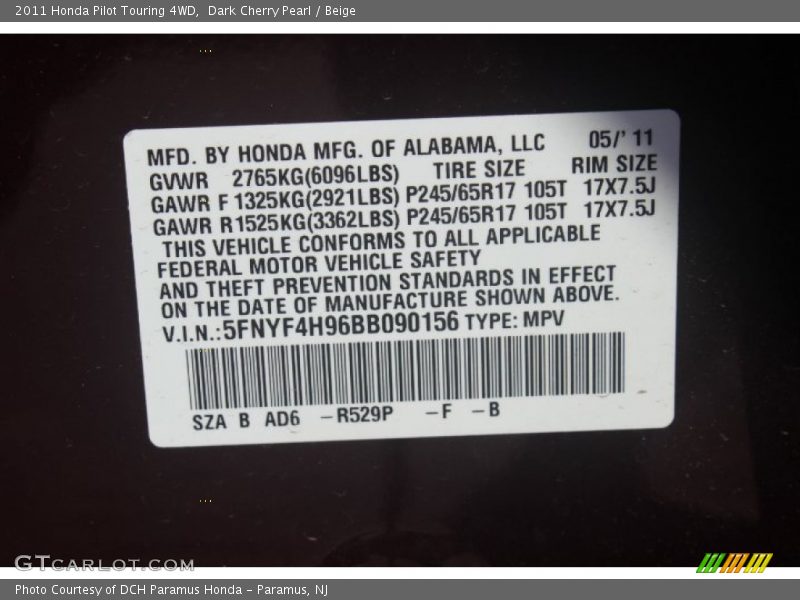 2011 Honda Pilot Touring 4WD,  Dark Cherry Pearl / Beige
MFD. BY HONDA MFG. OF ALABAMA, LLC 05/' 11
GVWR 2765KG(6096LBS) TIRE SIZE RIM SIZE
GAWR F 1325KG(2921LBS) P245/65R17 105T 17X7.5J
GAWR R1525KG(3362LBS) P245/65R17 105T 17X7.5J
THIS VEHICLE CONFORMS TO ALL APPLICABLE
FEDERAL MOTOR VEHICLE SAFETY
AND THEFT PREVENTION STANDARDS IN EFFECT
ON THE DATE OF MANUFACTURE SHOWN ABOVE.
V.I.N.:5FNYF4H96BB090156 TYPE: MPV
SZA B AD6 -R529P -F -B
GTCARLOT.COM
Photo Courtesy of DCH Paramus Honda - Paramus, NJ